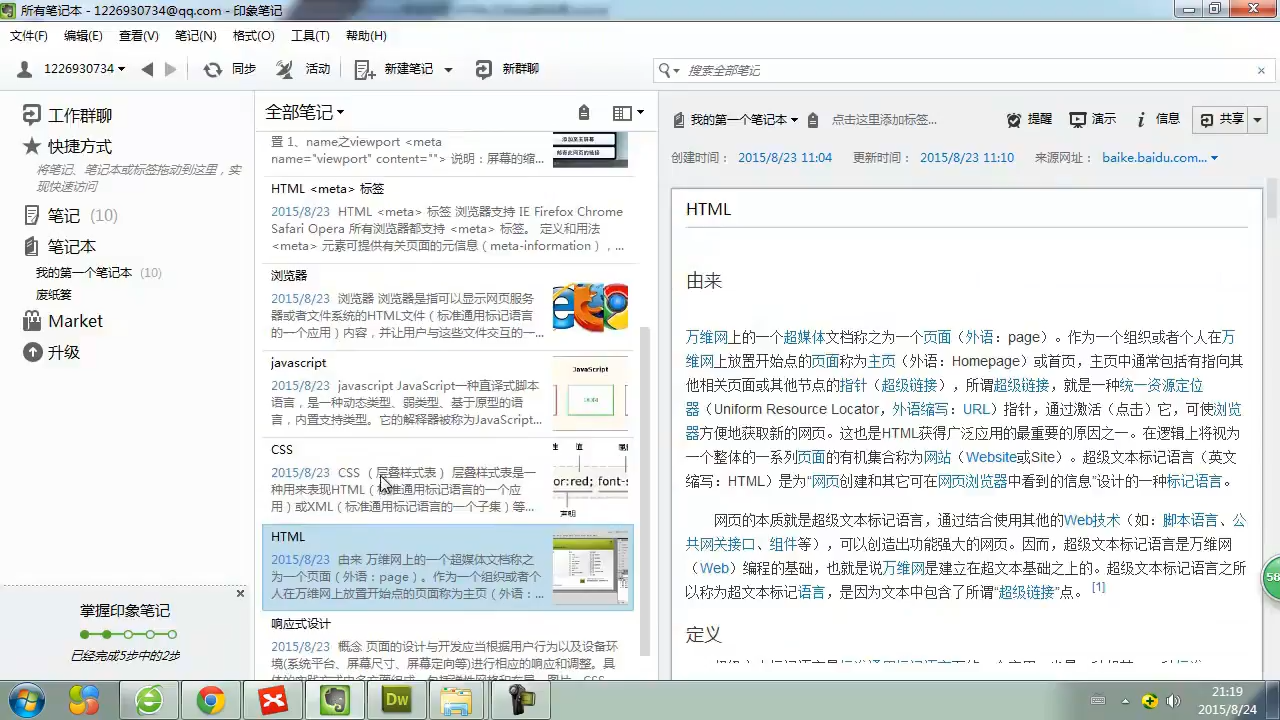 所有笔记本 - 1226930734@qq.com - 印象笔记
文件(F) 编辑(E) 查看(V) 笔记(N) 格式(O) 工具(T) 帮助(H)
1226930734 同步 活动 新建笔记 新群聊 搜索全部笔记
工作群聊
快捷方式
将笔记、笔记本或标签拖动到这里，实
现快速访问
笔记 (10)
笔记本
我的第一个笔记本 (10)
废纸篓
Market
升级
掌握印象笔记
已经完成5步中的2步
全部笔记
置 1、name之viewport <meta
name="viewport" content=""> 说明：屏幕的缩...
添加至主屏幕
邮寄此网页的链接
HTML <meta> 标签
2015/8/23 HTML <meta> 标签 浏览器支持 IE Firefox Chrome
Safari Opera 所有浏览器都支持 <meta> 标签。 定义和用法
<meta> 元素可提供有关页面的元信息（meta-information），...
浏览器
2015/8/23 浏览器 浏览器是指可以显示网页服务
器或者文件系统的HTML文件（标准通用标记语言
的一个应用）内容，并让用户与这些文件交互的一...
javascript
2015/8/23 javascript JavaScript一种直译式脚本
语言，是一种动态类型、弱类型、基于原型的语
言，内置支持类型。它的解释器被称为JavaScript...
JavaScript
CSS
2015/8/23 CSS （ 层叠样式表 ） 层叠样式表是一
种用来表现HTML（标准通用标记语言的一个应
用）或XML（标准通用标记语言的一个子集）等...
值
or:red; font-s
声明
HTML
2015/8/23 由来 万维网上的一个超媒体文档称之
为一个页面（外语：page）。作为一个组织或者个
人在万维网上放置开始点的页面称为主页（外语：...
响应式设计
2015/8/23 概念 页面的设计与开发应当根据用户行为以及设备环
境(系统平台、屏幕尺寸、屏幕定向等)进行相应的响应和调整。具
我的第一个笔记本 点击这里添加标签... 提醒 演示 信息 共享
创建时间： 2015/8/23 11:04 更新时间： 2015/8/23 11:10 来源网址： baike.baidu.com...
HTML
由来
万维网上的一个超媒体文档称之为一个页面（外语：page）。作为一个组织或者个人在万
维网上放置开始点的页面称为主页（外语：Homepage）或首页，主页中通常包括有指向其
他相关页面或其他节点的指针（超级链接），所谓超级链接，就是一种统一资源定位
器（Uniform Resource Locator，外语缩写：URL）指针，通过激活（点击）它，可使浏览
器方便地获取新的网页。这也是HTML获得广泛应用的最重要的原因之一。在逻辑上将视为
一个整体的一系列页面的有机集合称为网站（Website或Site）。超级文本标记语言（英文
缩写：HTML）是为“网页创建和其它可在网页浏览器中看到的信息”设计的一种标记语言。
网页的本质就是超级文本标记语言，通过结合使用其他的Web技术（如：脚本语言、公
共网关接口、组件等），可以创造出功能强大的网页。因而，超级文本标记语言是万维网
（Web）编程的基础，也就是说万维网是建立在超文本基础之上的。超级文本标记语言之所
以称为超文本标记语言，是因为文本中包含了所谓“超级链接”点。 [1]
定义
58
Dw
21:19
2015/8/24